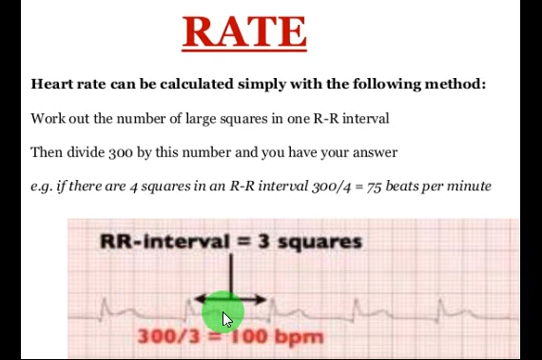 RATE
Heart rate can be calculated simply with the following method:
Work out the number of large squares in one R-R interval
Then divide 300 by this number and you have your answer
e.g. if there are 4 squares in an R-R interval 300/4 = 75 beats per minute
RR-interval = 3 squares
300/3 = 100 bpm